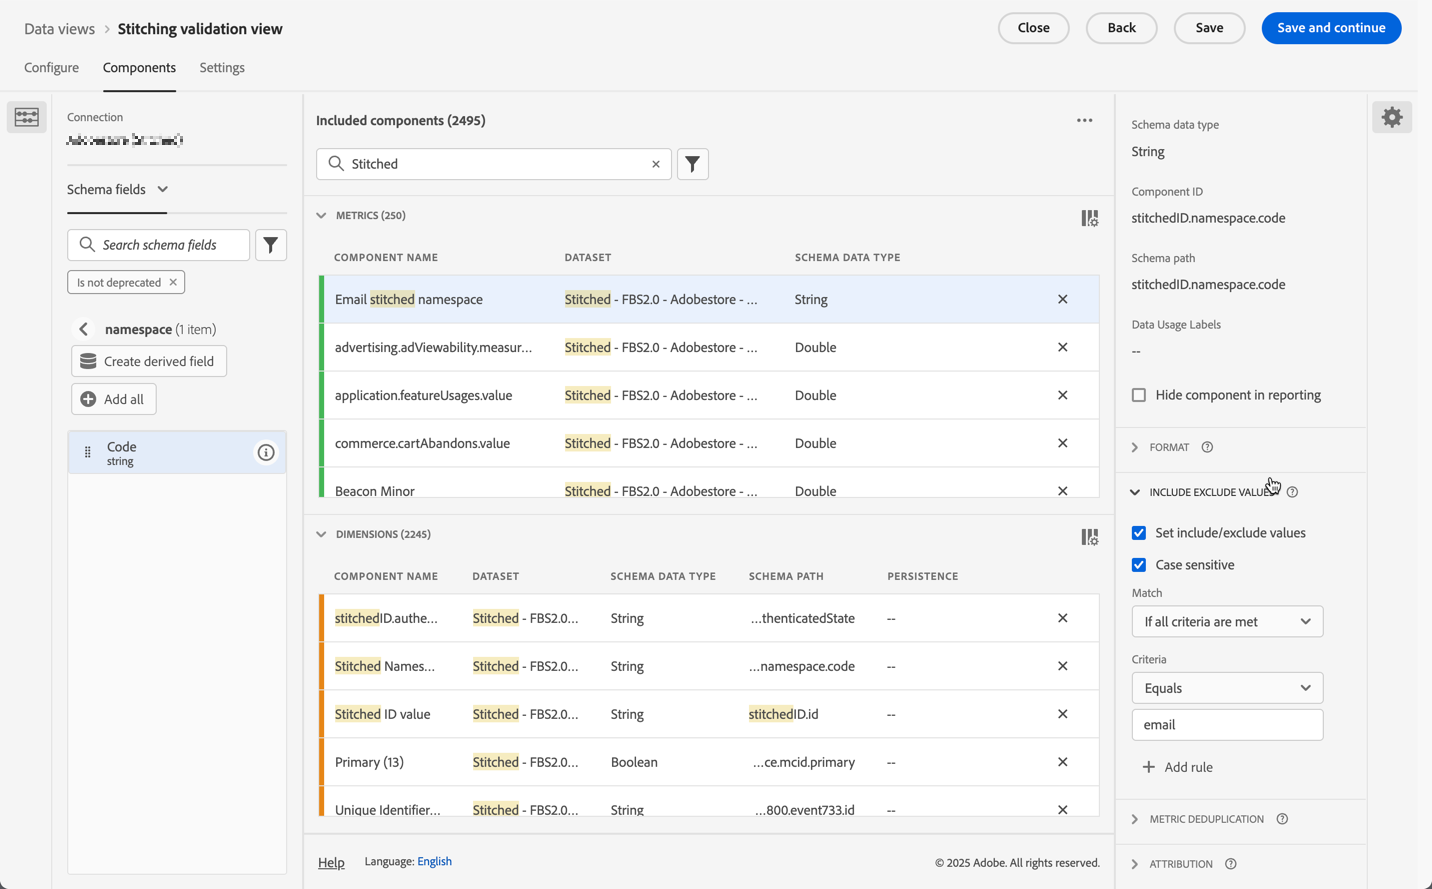 Data views > Stitching validation view
Close
Back
Save
Save and continue
Configure
Components
Settings
Connection
Schema fields
Search schema fields
Is not deprecated ×
namespace (1 item)
Create derived field
Add all
Code
string
Included components (2495)
Stitched
METRICS (250)
COMPONENT NAME DATASET SCHEMA DATA TYPE
Email stitched namespace Stitched - FBS2.0 - Adobestore - ... String
advertising.adViewability.measur... Stitched - FBS2.0 - Adobestore - ... Double
application.featureUsages.value Stitched - FBS2.0 - Adobestore - ... Double
commerce.cartAbandons.value Stitched - FBS2.0 - Adobestore - ... Double
Beacon Minor Stitched - FBS2.0 - Adobestore - ... Double
DIMENSIONS (2245)
COMPONENT NAME DATASET SCHEMA DATA TYPE SCHEMA PATH PERSISTENCE
stitchedID.authe... Stitched - FBS2.0... String ...thenticatedState --
Stitched Names... Stitched - FBS2.0... String ...namespace.code --
Stitched ID value Stitched - FBS2.0... String stitchedID.id --
Primary (13) Stitched - FBS2.0... Boolean ...ce.mcid.primary --
Unique Identifier... Stitched - FBS2.0... String ...800.event733.id --
Help
Language: English
© 2025 Adobe. All rights reserved.
Schema data type
String
Component ID
stitchedID.namespace.code
Schema path
stitchedID.namespace.code
Data Usage Labels
--
Hide component in reporting
FORMAT
INCLUDE EXCLUDE VALUES
Set include/exclude values
Case sensitive
Match
If all criteria are met
Criteria
Equals
email
Add rule
METRIC DEDUPLICATION
ATTRIBUTION